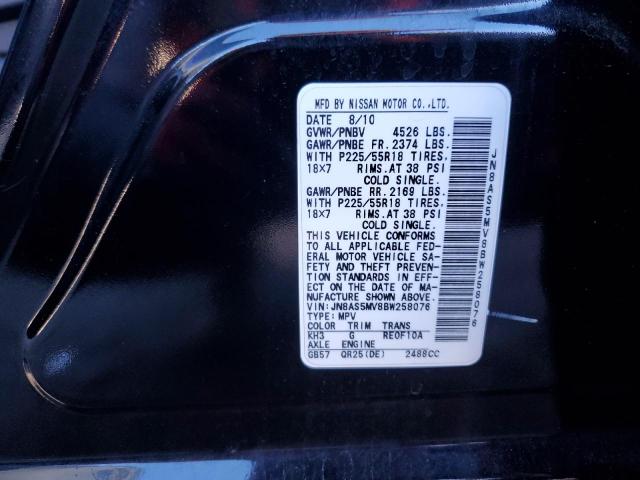 MFD BY NISSAN MOTOR CO.,LTD.
DATE 8/10
GVWR/PNBV 4526 LBS.
GAWR/PNBE FR.2374 LBS.
WITH P225/55R18 TIRES,
18X7 RIMS.AT 38 PSI
COLD SINGLE.
GAWR/PNBE RR.2169 LBS.
WITH P225/55R18 TIRES,
18X7 RIMS.AT 38 PSI
COLD SINGLE.
THIS VEHICLE CONFORMS
TO ALL APPLICABLE FED-
ERAL MOTOR VEHICLE SA-
FETY AND THEFT PREVEN-
TION STANDARDS IN EFFECT
ON THE DATE OF MA-
NUFACTURE SHOWN ABOVE.
VIN:JN8AS5MV8BW258076
TYPE:MPV
COLOR TRIM TRANS
KH3 G RE0F10A
AXLE ENGINE
GB57 QR25(DE) 2488CC
JN8AS5MV8BW258076